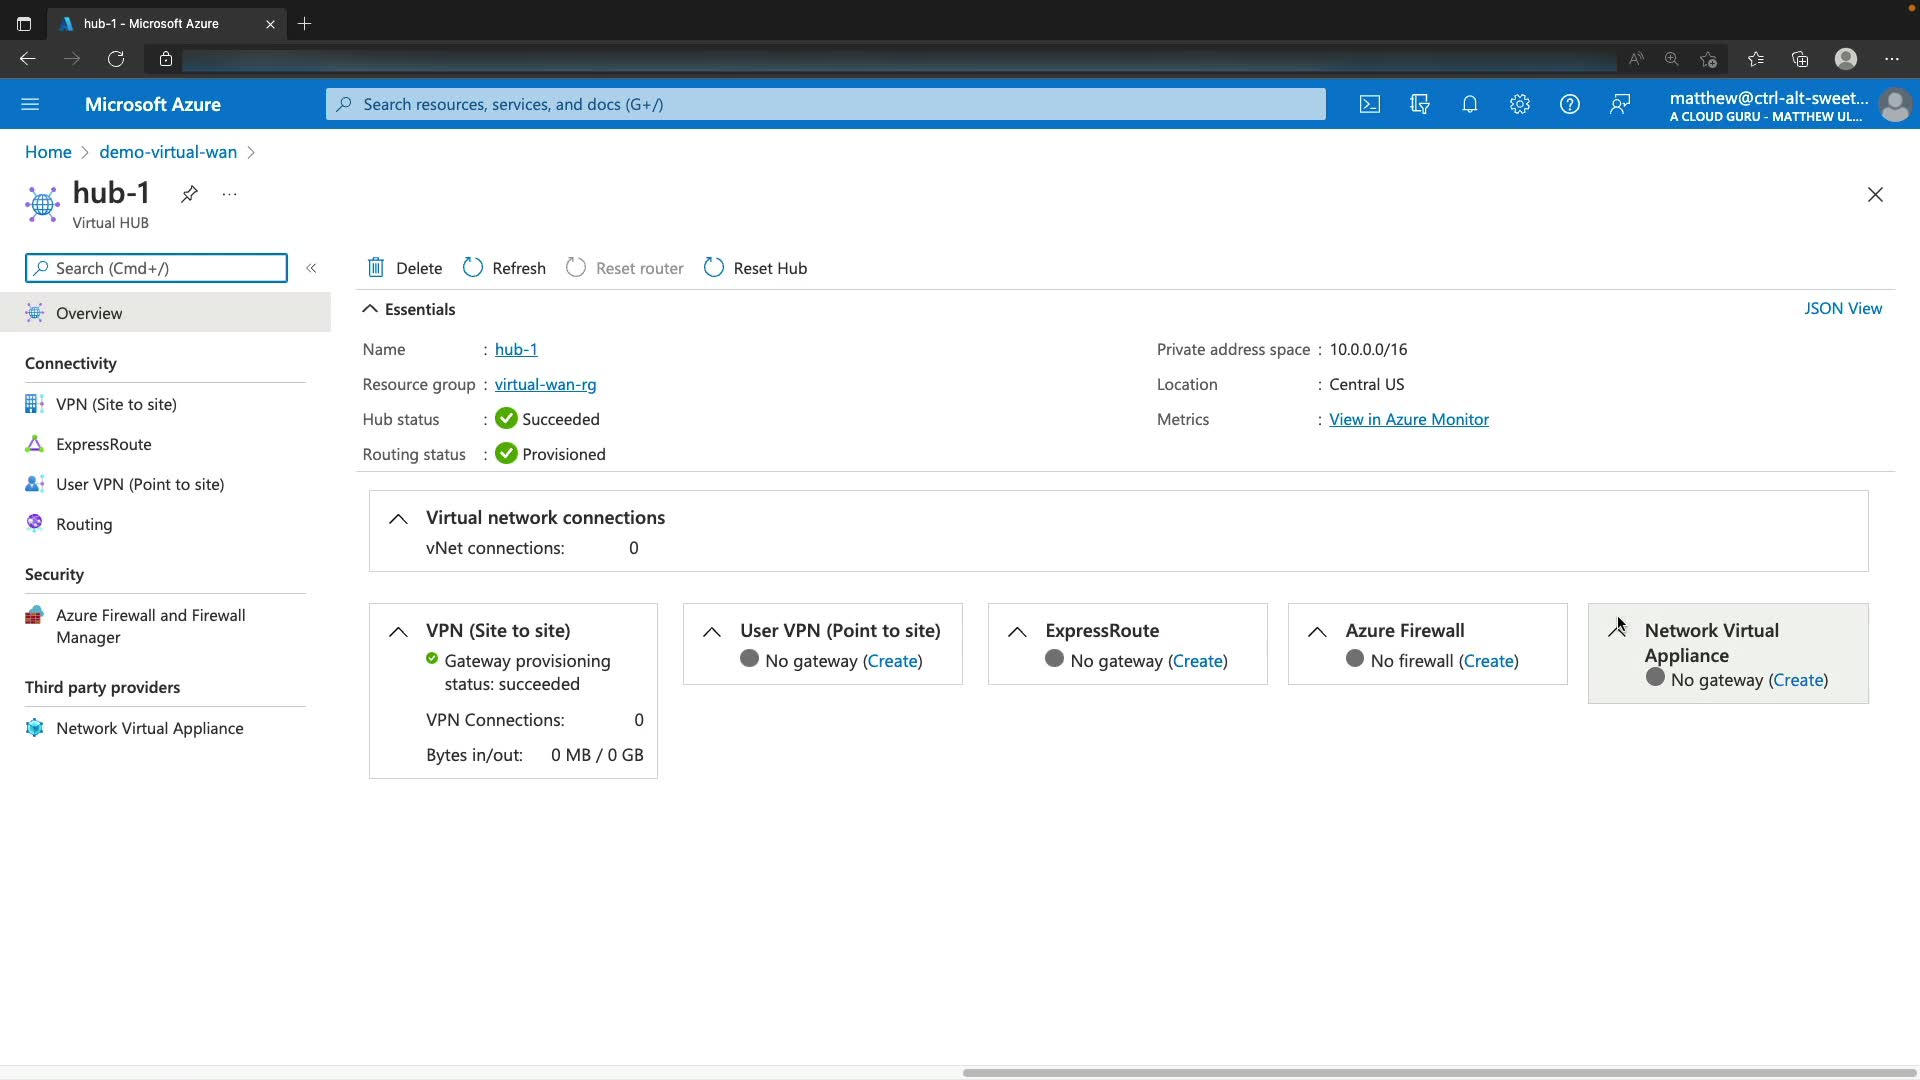 hub-1 - Microsoft Azure
Microsoft Azure
Search resources, services, and docs (G+/)
matthew@ctrl-alt-sweet...
A CLOUD GURU - MATTHEW UL...
Home > demo-virtual-wan >
hub-1
...
Virtual HUB
Search (Cmd+/)
«
Delete
Refresh
Reset router
Reset Hub
Overview
Connectivity
VPN (Site to site)
ExpressRoute
User VPN (Point to site)
Routing
Security
Azure Firewall and Firewall
Manager
Third party providers
Network Virtual Appliance
Essentials
JSON View
Name : hub-1
Resource group : virtual-wan-rg
Hub status : Succeeded
Routing status : Provisioned
Private address space : 10.0.0.0/16
Location : Central US
Metrics : View in Azure Monitor
Virtual network connections
vNet connections: 0
VPN (Site to site)
Gateway provisioning
status: succeeded
VPN Connections: 0
Bytes in/out: 0 MB / 0 GB
User VPN (Point to site)
No gateway (Create)
ExpressRoute
No gateway (Create)
Azure Firewall
No firewall (Create)
Network Virtual
Appliance
No gateway (Create)